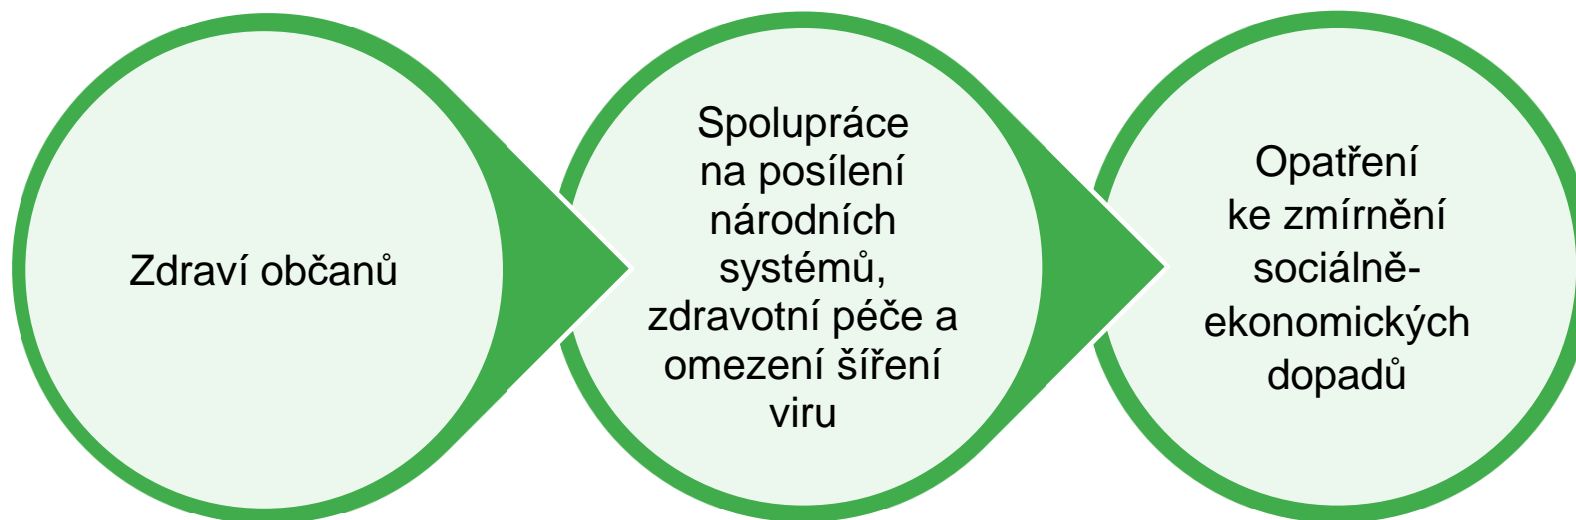 Zdraví občanů
Spolupráce
na posílení
národních
systémů,
zdravotní péče a
omezení šíření
viru
Opatření
ke zmírnění
sociálně-
ekonomických
dopadů